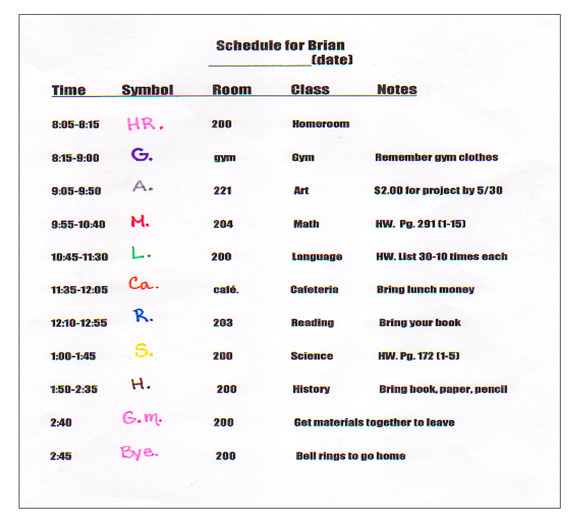 Schedule for Brian
____________(date)
Time Symbol Room Class Notes
8:05-8:15 HR. 200 Homeroom
8:15-9:00 G. gym Gym Remember gym clothes
9:05-9:50 A. 221 Art $2.00 for project by 5/30
9:55-10:40 M. 204 Math HW. Pg. 291 (1-15)
10:45-11:30 L. 200 Language HW. List 30-10 times each
11:35-12:05 Ca. café. Cafeteria Bring lunch money
12:10-12:55 R. 203 Reading Bring your book
1:00-1:45 S. 200 Science HW. Pg. 172 (1-5)
1:50-2:35 H. 200 History Bring book, paper, pencil
2:40 G.m. 200 Get materials together to leave
2:45 Bye. 200 Bell rings to go home